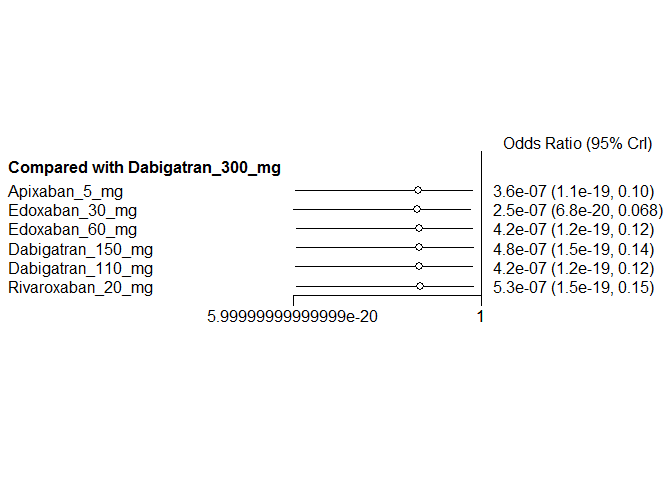 Odds Ratio (95% CrI)
Compared with Dabigatran_300_mg
Apixaban_5_mg 3.6e-07 (1.1e-19, 0.10)
Edoxaban_30_mg 2.5e-07 (6.8e-20, 0.068)
Edoxaban_60_mg 4.2e-07 (1.2e-19, 0.12)
Dabigatran_150_mg 4.8e-07 (1.5e-19, 0.14)
Dabigatran_110_mg 4.2e-07 (1.2e-19, 0.12)
Rivaroxaban_20_mg 5.3e-07 (1.5e-19, 0.15)
5.99999999999999e-20 1